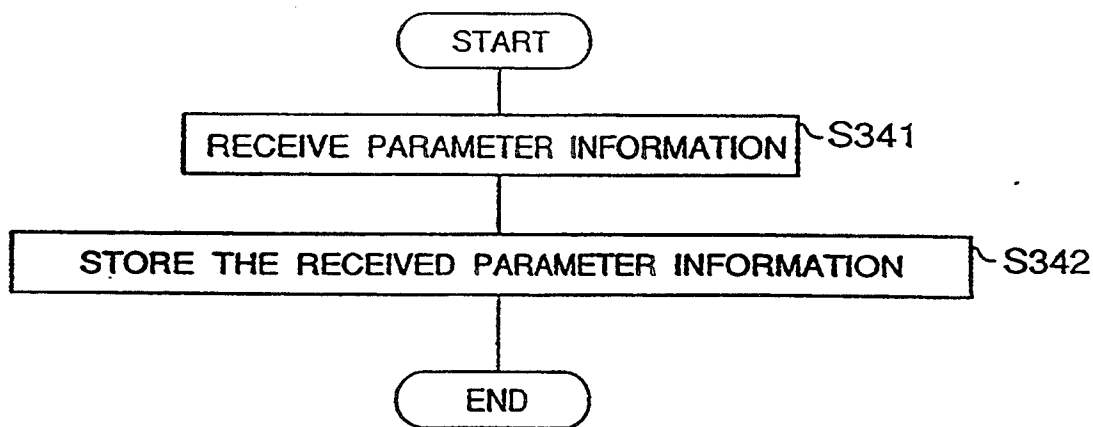 START
RECEIVE PARAMETER INFORMATION
S341
STORE THE RECEIVED PARAMETER INFORMATION
S342
END